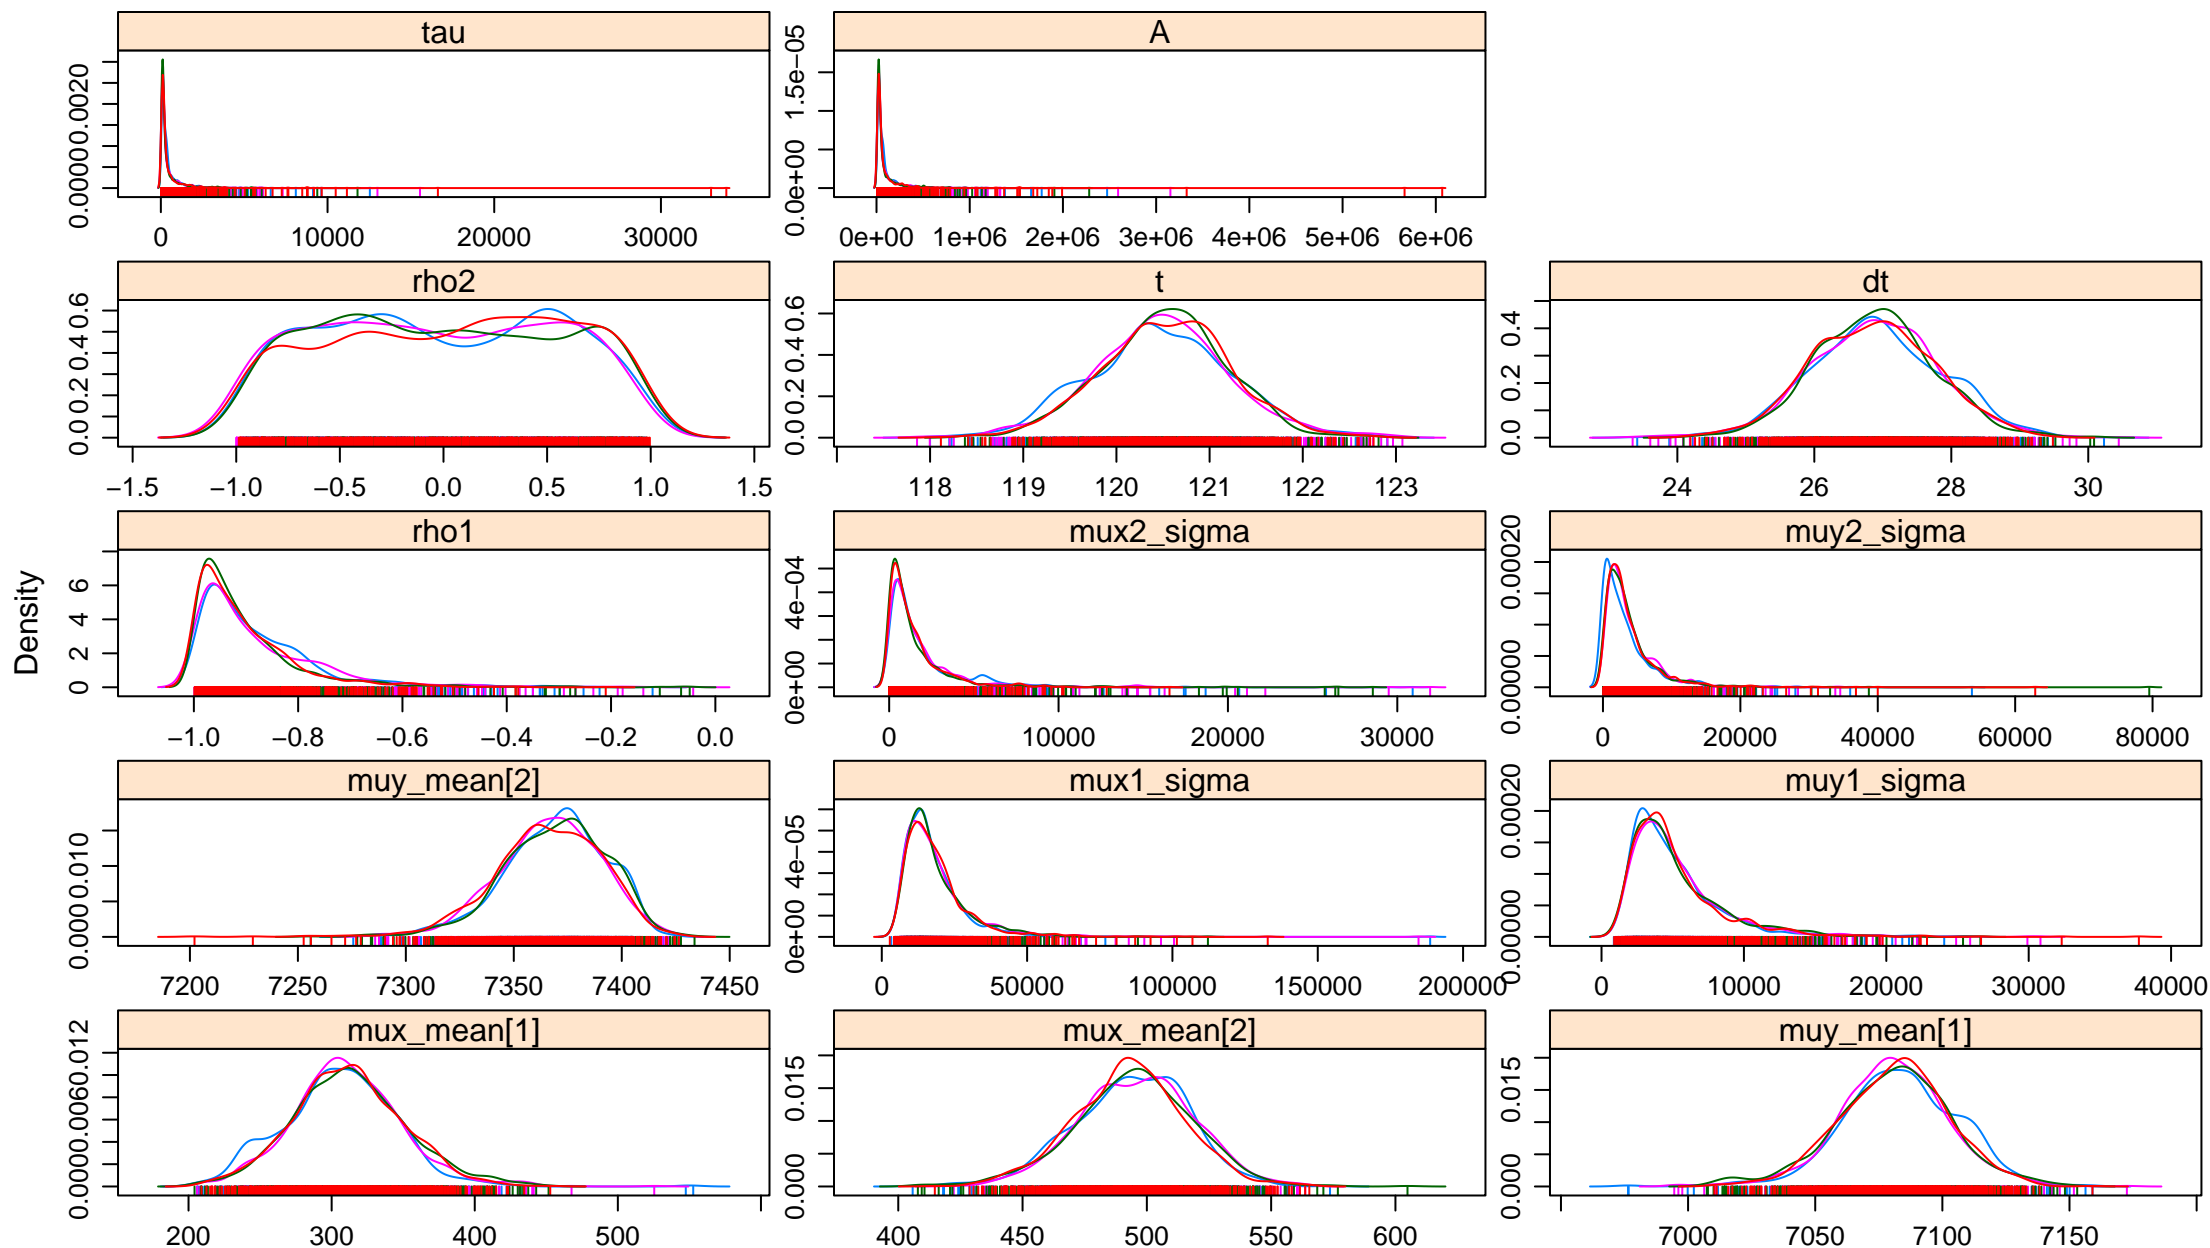 tau
A
0.0000 0.0020
0.0e+00 1.5e−05
0 10000 20000 30000
0e+00 1e+06 2e+06 3e+06 4e+06 5e+06 6e+06
rho2
t
dt
0.0 0.2 0.4 0.6
0.0 0.2 0.4 0.6
0.0 0.2 0.4
−1.5 −1.0 −0.5 0.0 0.5 1.0 1.5
118 119 120 121 122 123
24 26 28 30
rho1
mux2_sigma
muy2_sigma
Density
0 2 4 6
0e+00 4e−04
0.00000 0.00020
−1.0 −0.8 −0.6 −0.4 −0.2 0.0
0 10000 20000 30000
0 20000 40000 60000 80000
muy_mean[2]
mux1_sigma
muy1_sigma
0.000 0.010
0e+00 4e−05
0.00000 0.00020
7200 7250 7300 7350 7400 7450
0 50000 100000 150000 200000
0 10000 20000 30000 40000
mux_mean[1]
mux_mean[2]
muy_mean[1]
0.000 0.006 0.012
0.000 0.015
0.000 0.015
200 300 400 500
400 450 500 550 600
7000 7050 7100 7150